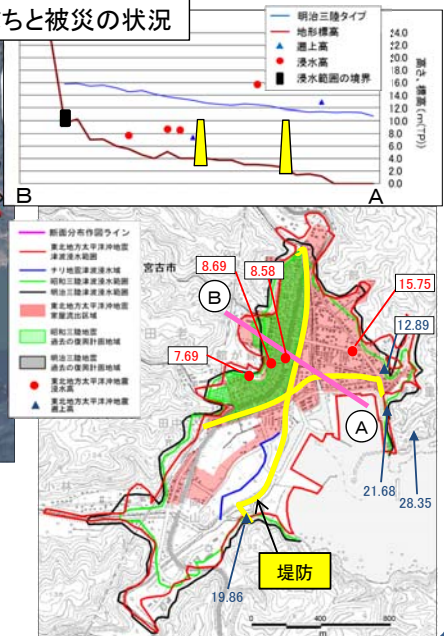 ちと被災の状況
明治三陸タイプ
地形標高
遡上高
浸水高
浸水範囲の境界
24.0
22.0
20.0
18.0
16.0
14.0
12.0
10.0
8.0
6.0
4.0
2.0
0.0
高さ、標高(m(TP))
B
A
断面分布作図ライン
東北地方太平洋沖地震
津波浸水範囲
チリ地震津波浸水域
昭和三陸津波浸水範囲
明治三陸津波浸水範囲
東北地方太平洋沖地震
家屋流出区域
昭和三陸地震
過去の復興計画地域
明治三陸地震
過去の復興計画地域
東北地方太平洋沖地震
浸水高
東北地方太平洋沖地震
遡上高
宮古市
8.69
8.58
15.75
B
12.89
7.69
A
21.68
28.35
堤防
19.86
0
400
800
m